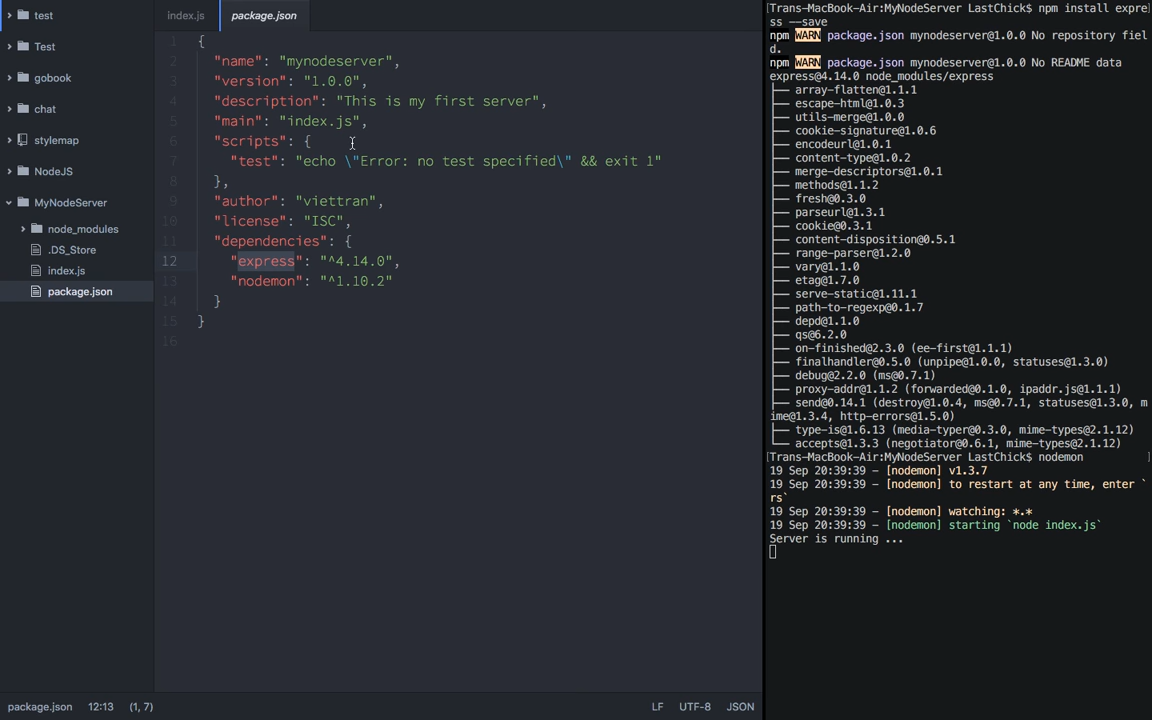 test
Test
gobook
chat
stylemap
NodeJS
MyNodeServer
node_modules
.DS_Store
index.js
package.json
index.js
package.json
1 {
2 "name": "mynodeserver",
3 "version": "1.0.0",
4 "description": "This is my first server",
5 "main": "index.js",
6 "scripts": {
7 "test": "echo \"Error: no test specified\" && exit 1"
8 },
9 "author": "viettran",
10 "license": "ISC",
11 "dependencies": {
12 "express": "^4.14.0",
13 "nodemon": "^1.10.2"
14 }
15 }
16
package.json 12:13 (1, 7)
LF UTF-8 JSON
[Trans-MacBook-Air:MyNodeServer LastChick$ npm install expre]
ss --save
npm WARN package.json mynodeserver@1.0.0 No repository fiel
d.
npm WARN package.json mynodeserver@1.0.0 No README data
express@4.14.0 node_modules/express
├── array-flatten@1.1.1
├── escape-html@1.0.3
├── utils-merge@1.0.0
├── cookie-signature@1.0.6
├── encodeurl@1.0.1
├── content-type@1.0.2
├── merge-descriptors@1.0.1
├── methods@1.1.2
├── fresh@0.3.0
├── parseurl@1.3.1
├── cookie@0.3.1
├── content-disposition@0.5.1
├── range-parser@1.2.0
├── vary@1.1.0
├── etag@1.7.0
├── serve-static@1.11.1
├── path-to-regexp@0.1.7
├── depd@1.1.0
├── qs@6.2.0
├── on-finished@2.3.0 (ee-first@1.1.1)
├── finalhandler@0.5.0 (unpipe@1.0.0, statuses@1.3.0)
├── debug@2.2.0 (ms@0.7.1)
├── proxy-addr@1.1.2 (forwarded@0.1.0, ipaddr.js@1.1.1)
├── send@0.14.1 (destroy@1.0.4, ms@0.7.1, statuses@1.3.0, m
ime@1.3.4, http-errors@1.5.0)
├── type-is@1.6.13 (media-typer@0.3.0, mime-types@2.1.12)
└── accepts@1.3.3 (negotiator@0.6.1, mime-types@2.1.12)
[Trans-MacBook-Air:MyNodeServer LastChick$ nodemon ]
19 Sep 20:39:39 - [nodemon] v1.3.7
19 Sep 20:39:39 - [nodemon] to restart at any time, enter `
rs`
19 Sep 20:39:39 - [nodemon] watching: *.*
19 Sep 20:39:39 - [nodemon] starting `node index.js`
Server is running ...